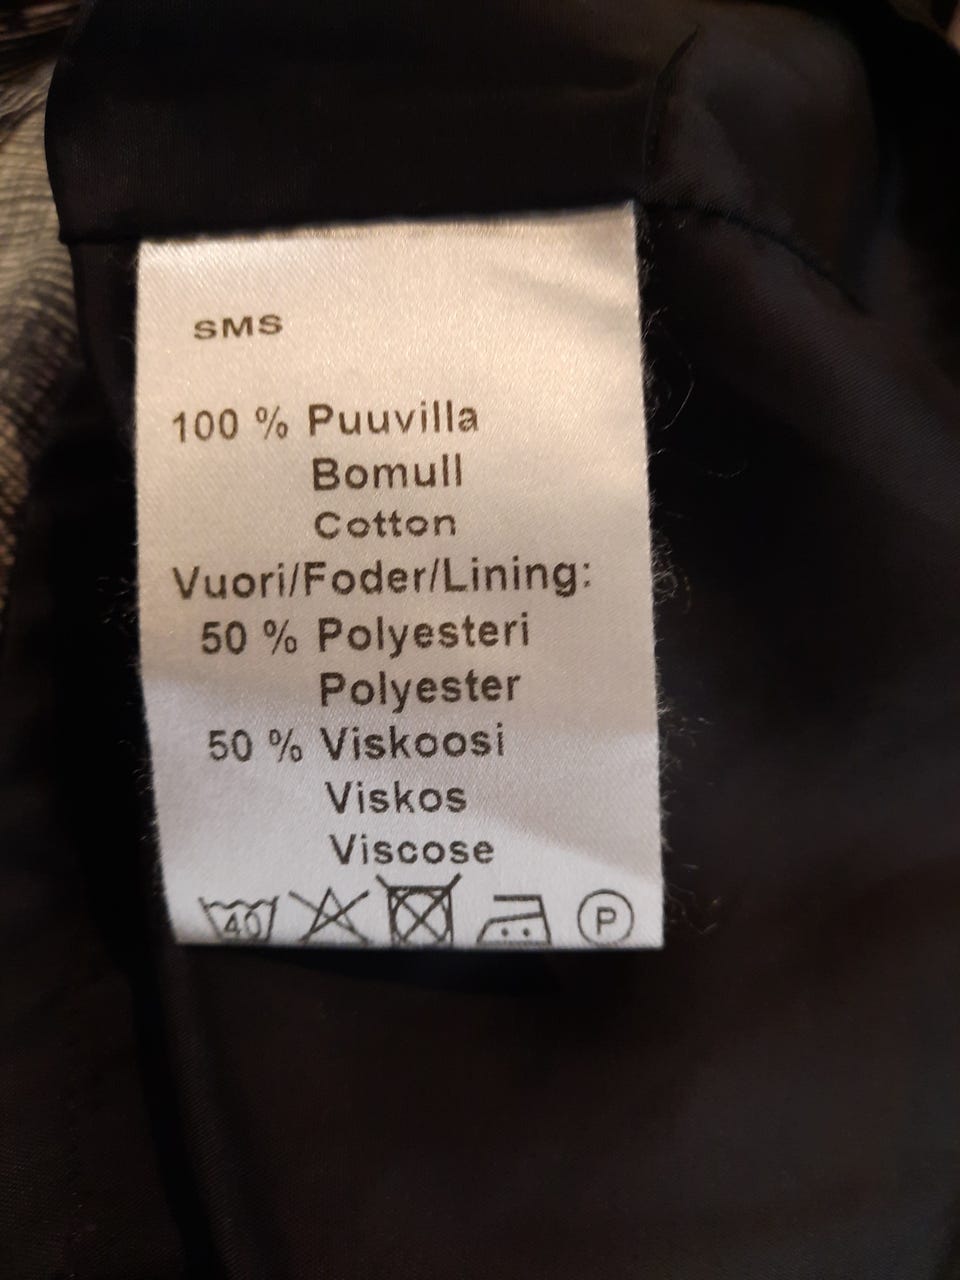 SMS
100 % Puuvilla
Bomull
Cotton
Vuori/Foder/Lining:
50 % Polyesteri
Polyester
50 % Viskoosi
Viskos
Viscose
40 P